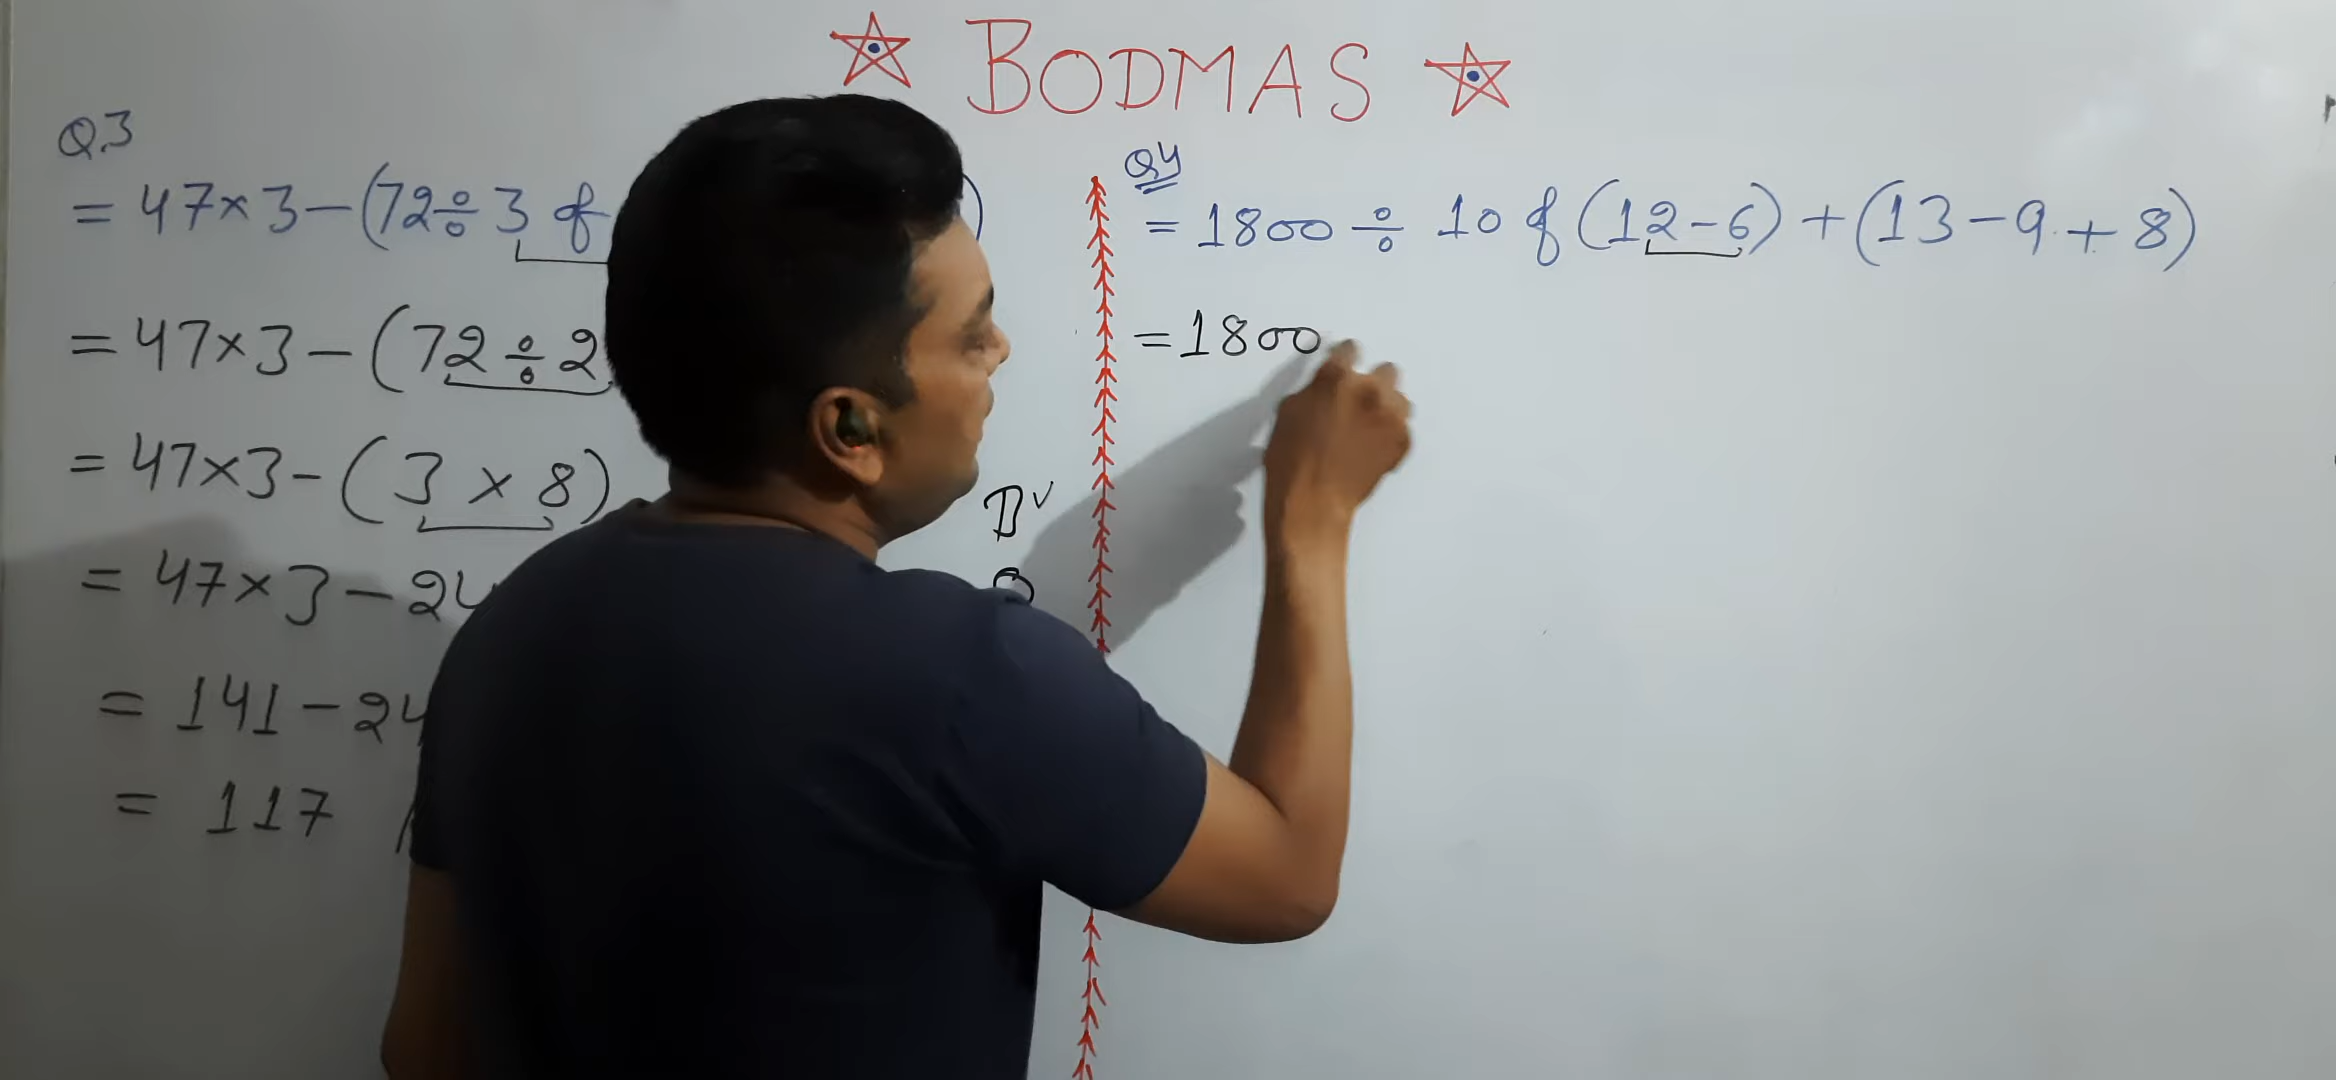 BODMAS
Q.3
= 47×3-(72÷3 of )
= 47×3-(72÷2
= 47×3-(3×8)
= 47×3-24
= 141-24
= 117
B✓
O
Q4
= 1800 ÷ 10 of (12-6)+(13-9+8)
= 1800